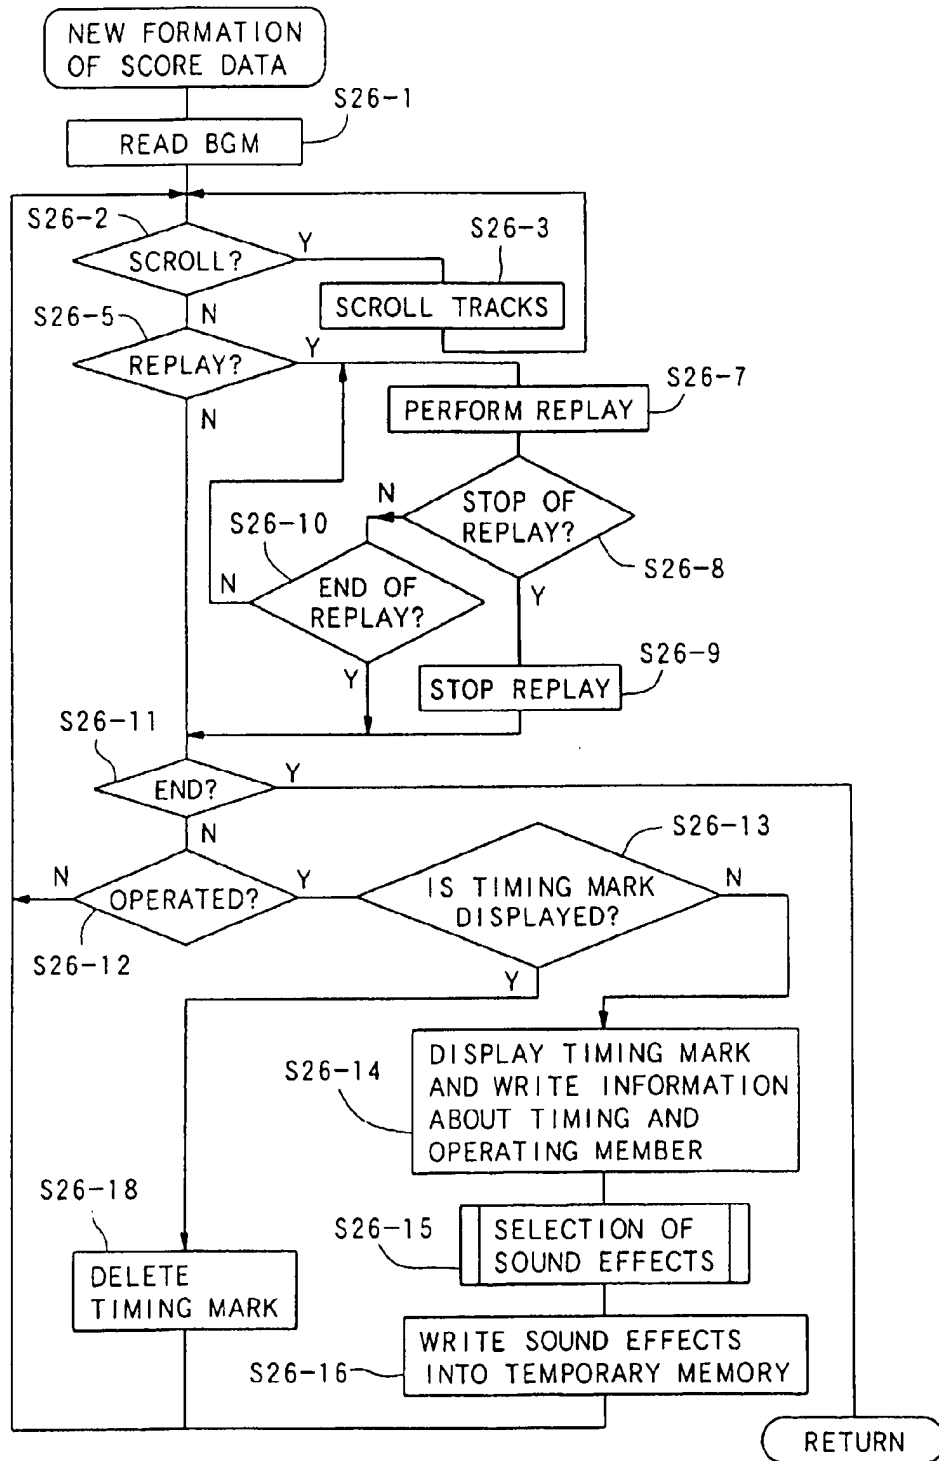 NEW FORMATION
OF SCORE DATA
S26-1
READ BGM
S26-2
SCROLL?
Y
S26-3
SCROLL TRACKS
N
S26-5
REPLAY?
Y
S26-7
PERFORM REPLAY
N
N
STOP OF
REPLAY?
S26-8
S26-10
N
END OF
REPLAY?
Y
Y
S26-9
STOP REPLAY
S26-11
END?
Y
N
S26-13
N
OPERATED?
Y
IS TIMING MARK
DISPLAYED?
N
S26-12
Y
S26-14
DISPLAY TIMING MARK
AND WRITE INFORMATION
ABOUT TIMING AND
OPERATING MEMBER
S26-18
S26-15
SELECTION OF
SOUND EFFECTS
DELETE
TIMING MARK
WRITE SOUND EFFECTS
INTO TEMPORARY MEMORY
S26-16
RETURN